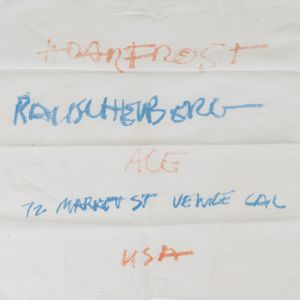 HOARFROST
RAUSCHENBERG
ACE
72 MARKET ST VENICE CAL
USA